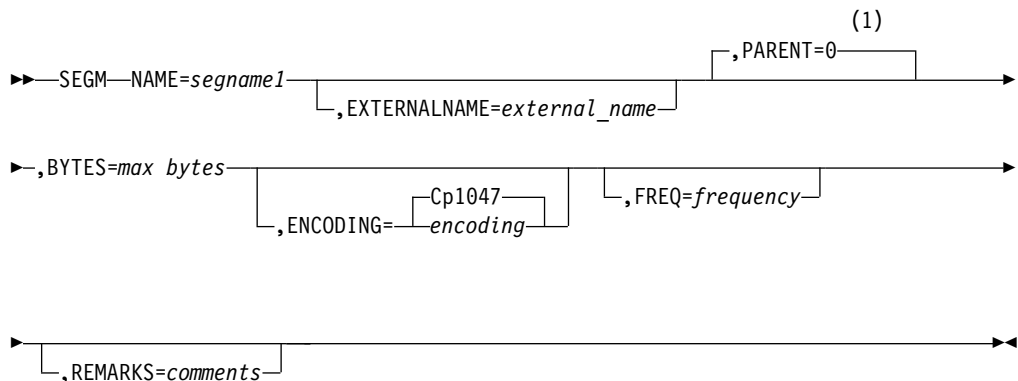 (1)
,PARENT=0
SEGM NAME=segname1
,EXTERNALNAME=external_name
,BYTES=max bytes
Cp1047
,ENCODING= encoding
,FREQ=frequency
,REMARKS=comments